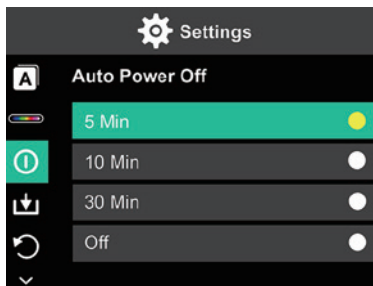 Settings
A
Auto Power Off
5 Min
10 Min
30 Min
Off